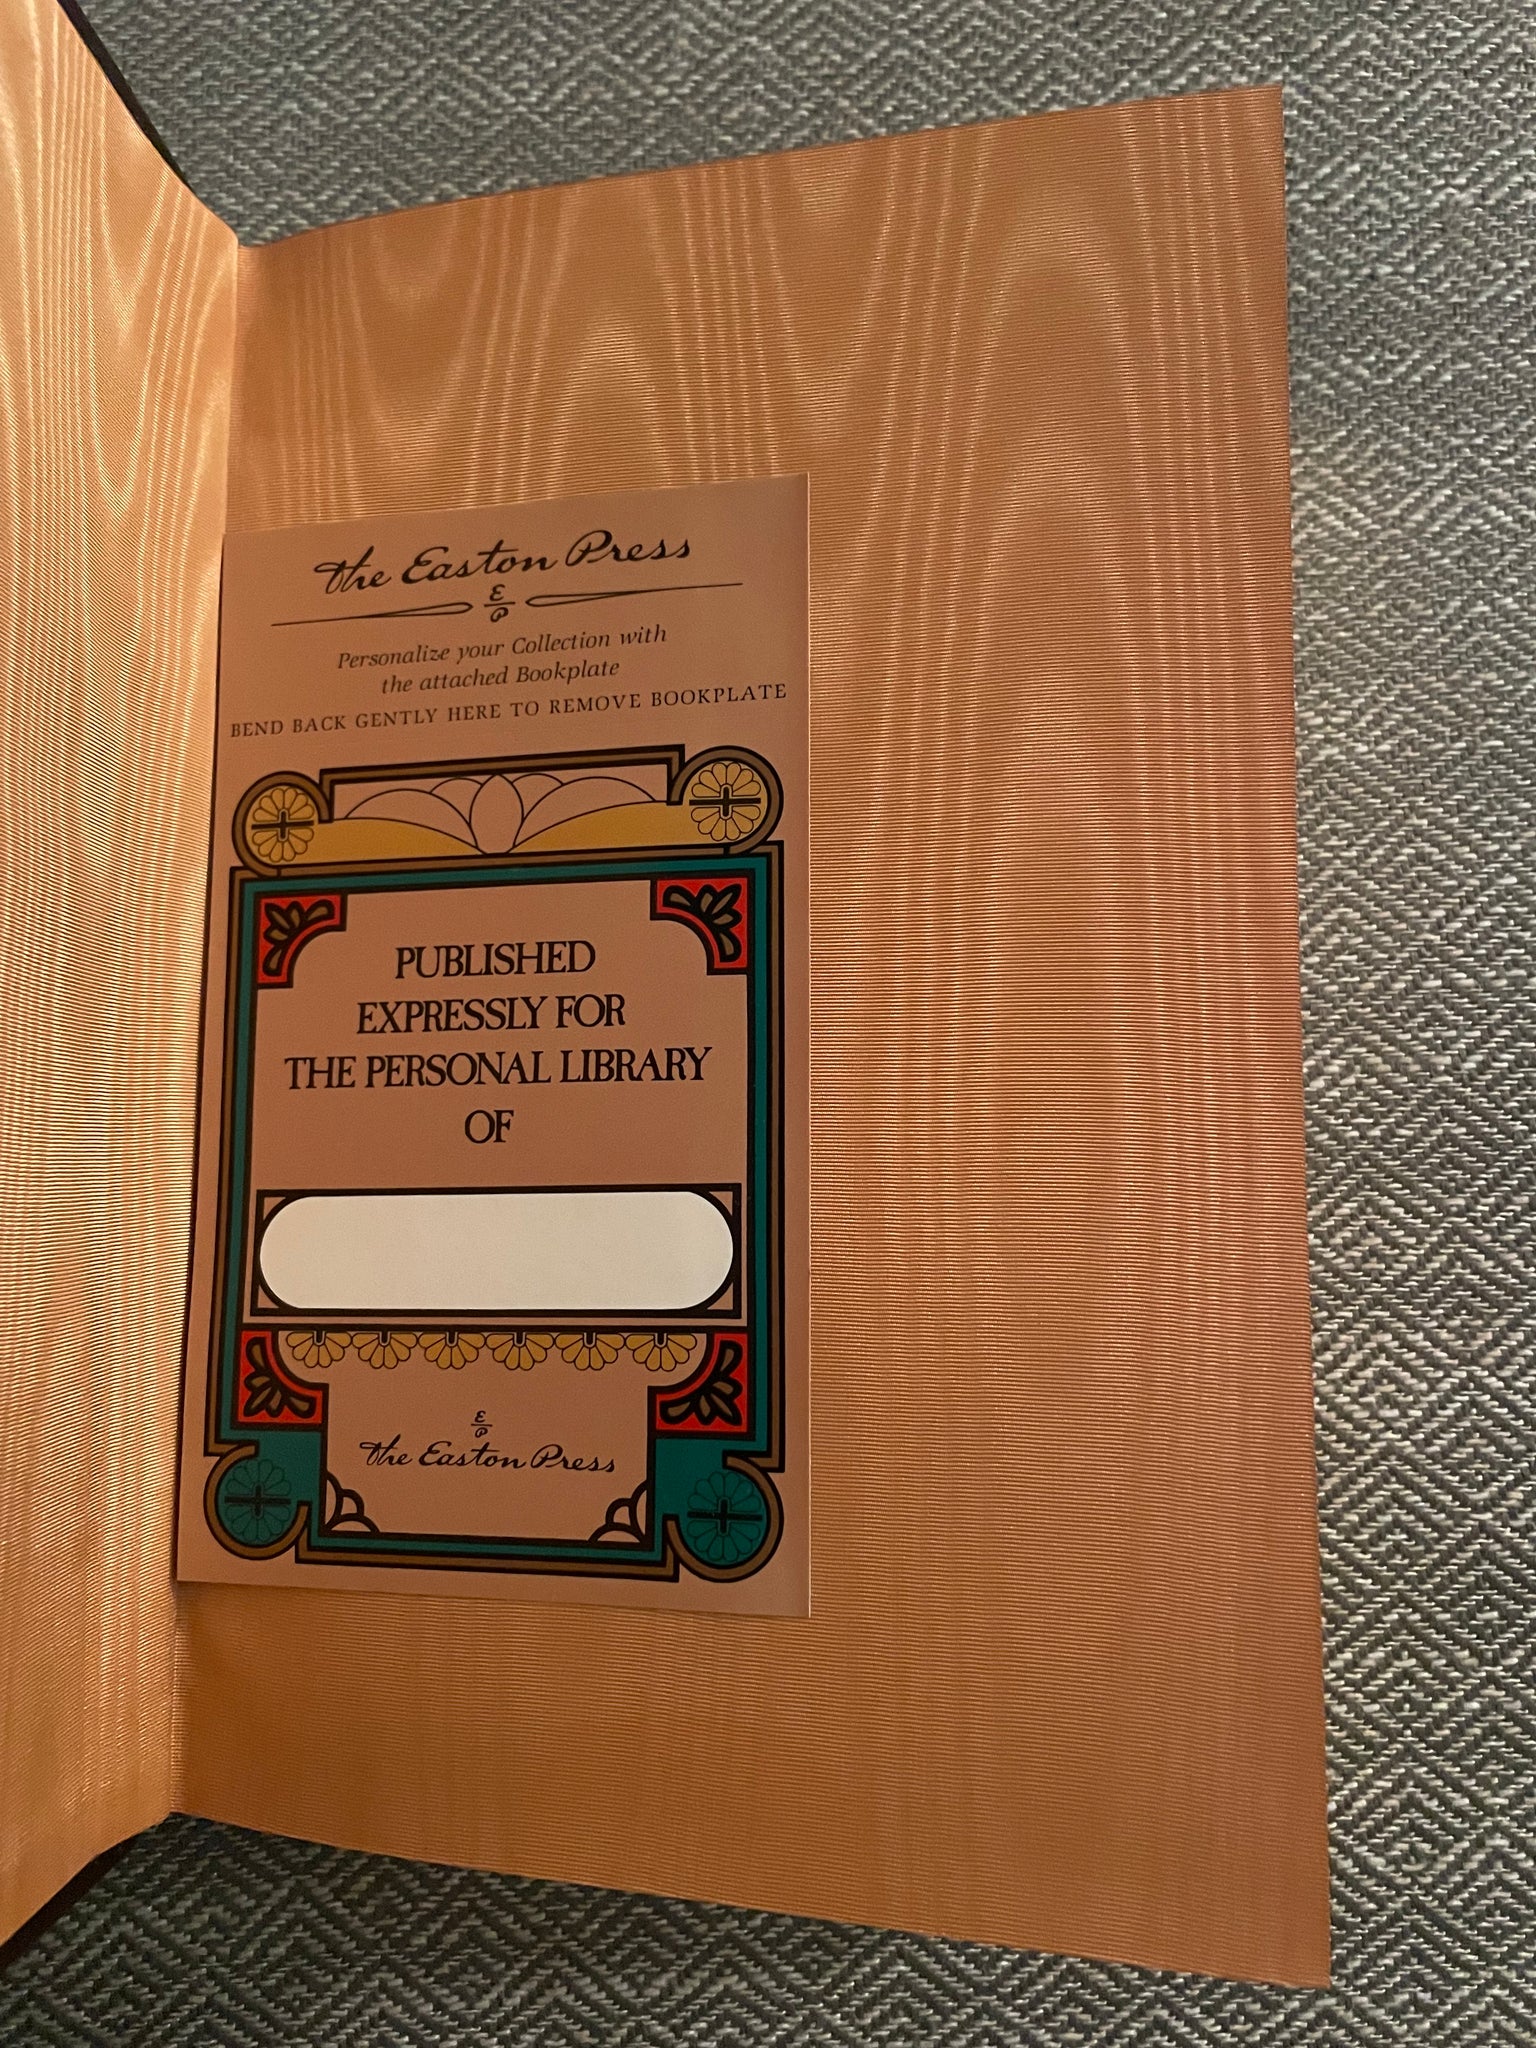 The Easton Press
E
P
Personalize your Collection with
the attached Bookplate
BEND BACK GENTLY HERE TO REMOVE BOOKPLATE
PUBLISHED
EXPRESSLY FOR
THE PERSONAL LIBRARY
OF
E
P
The Easton Press